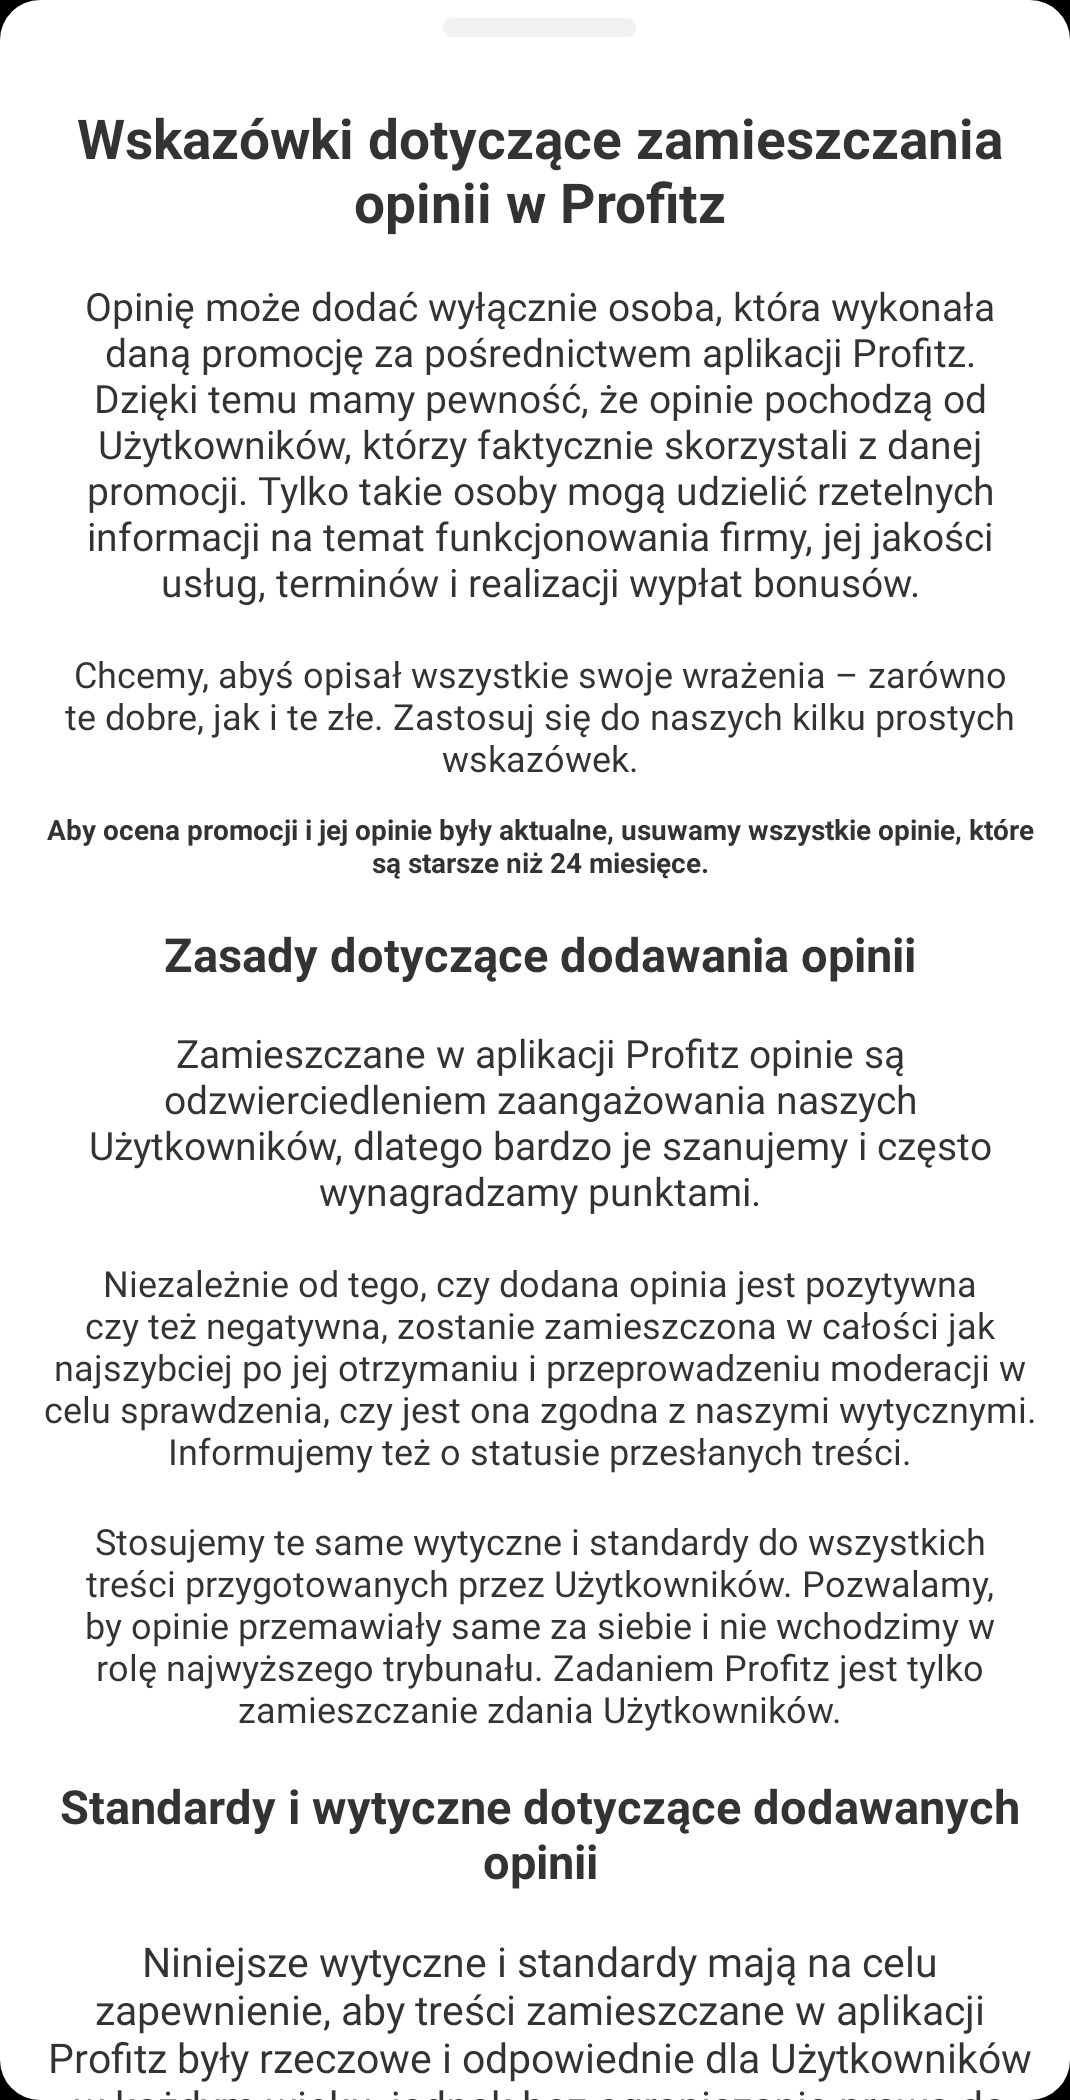 Wskazówki dotyczące zamieszczania
opinii w Profitz
Opinię może dodać wyłącznie osoba, która wykonała
daną promocję za pośrednictwem aplikacji Profitz.
Dzięki temu mamy pewność, że opinie pochodzą od
Użytkowników, którzy faktycznie skorzystali z danej
promocji. Tylko takie osoby mogą udzielić rzetelnych
informacji na temat funkcjonowania firmy, jej jakości
usług, terminów i realizacji wypłat bonusów.
Chcemy, abyś opisał wszystkie swoje wrażenia – zarówno
te dobre, jak i te złe. Zastosuj się do naszych kilku prostych
wskazówek.
Aby ocena promocji i jej opinie były aktualne, usuwamy wszystkie opinie, które
są starsze niż 24 miesięce.
Zasady dotyczące dodawania opinii
Zamieszczane w aplikacji Profitz opinie są
odzwierciedleniem zaangażowania naszych
Użytkowników, dlatego bardzo je szanujemy i często
wynagradzamy punktami.
Niezależnie od tego, czy dodana opinia jest pozytywna
czy też negatywna, zostanie zamieszczona w całości jak
najszybciej po jej otrzymaniu i przeprowadzeniu moderacji w
celu sprawdzenia, czy jest ona zgodna z naszymi wytycznymi.
Informujemy też o statusie przesłanych treści.
Stosujemy te same wytyczne i standardy do wszystkich
treści przygotowanych przez Użytkowników. Pozwalamy,
by opinie przemawiały same za siebie i nie wchodzimy w
rolę najwyższego trybunału. Zadaniem Profitz jest tylko
zamieszczanie zdania Użytkowników.
Standardy i wytyczne dotyczące dodawanych
opinii
Niniejsze wytyczne i standardy mają na celu
zapewnienie, aby treści zamieszczane w aplikacji
Profitz były rzeczowe i odpowiednie dla Użytkowników